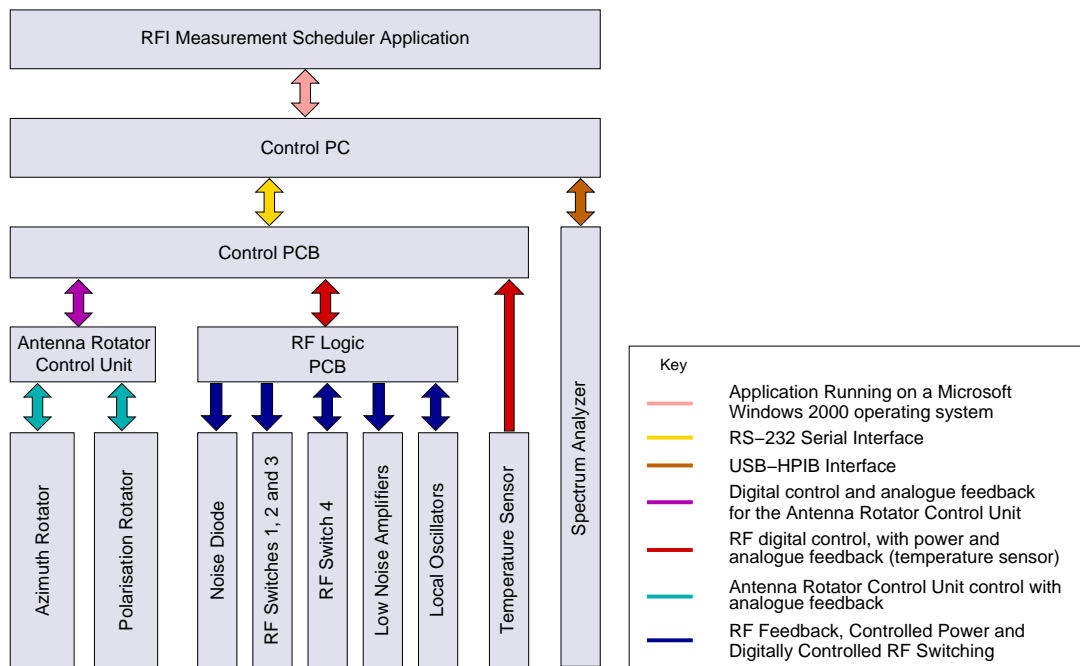 RFI Measurement Scheduler Application
Control PC
Control PCB
Antenna Rotator
Control Unit
RF Logic
PCB
Azimuth Rotator
Polarisation Rotator
Noise Diode
RF Switches 1, 2 and 3
RF Switch 4
Low Noise Amplifiers
Local Oscillators
Temperature Sensor
Spectrum Analyzer
Key
Application Running on a Microsoft
Windows 2000 operating system
RS−232 Serial Interface
USB−HPIB Interface
Digital control and analogue feedback
for the Antenna Rotator Control Unit
RF digital control, with power and
analogue feedback (temperature sensor)
Antenna Rotator Control Unit control with
analogue feedback
RF Feedback, Controlled Power and
Digitally Controlled RF Switching